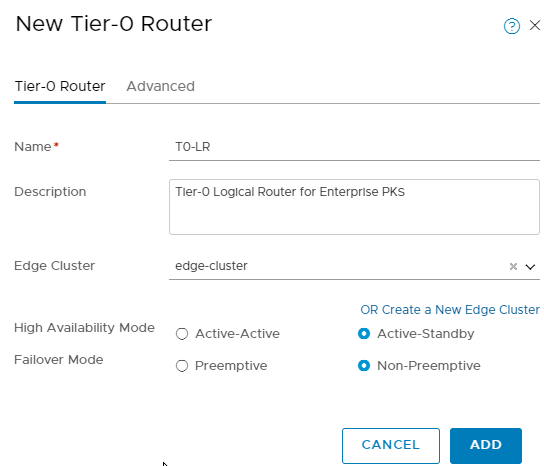 New Tier-0 Router
Tier-0 Router Advanced
Name* T0-LR
Description Tier-0 Logical Router for Enterprise PKS
Edge Cluster edge-cluster
OR Create a New Edge Cluster
High Availability Mode Active-Active Active-Standby
Failover Mode Preemptive Non-Preemptive
CANCEL ADD